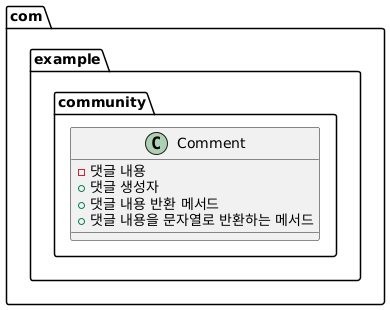 com
example
community
C Comment
댓글 내용
댓글 생성자
댓글 내용 반환 메서드
댓글 내용을 문자열로 반환하는 메서드